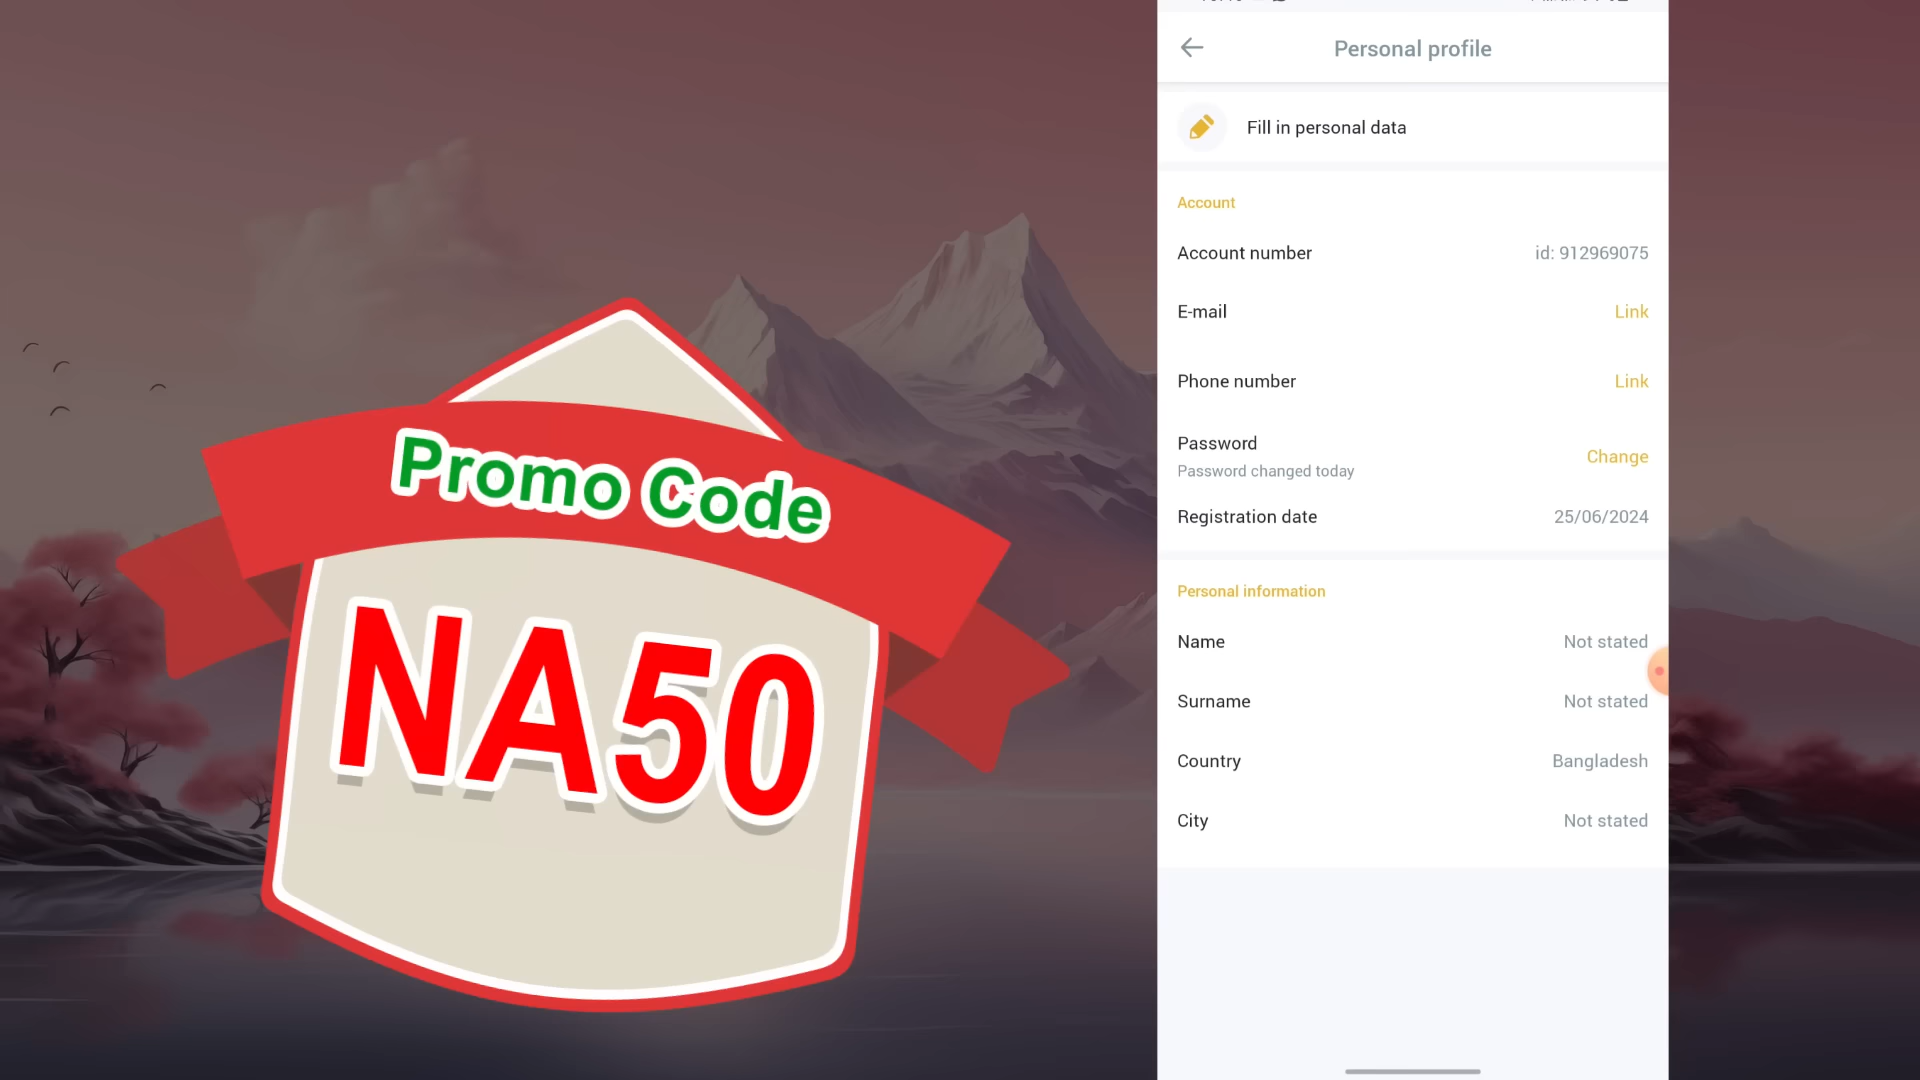 Promo Code
NA50
Personal profile
Fill in personal data
Account
Account number id: 912969075
E-mail Link
Phone number Link
Password
Password changed today
Change
Registration date 25/06/2024
Personal information
Name Not stated
Surname Not stated
Country Bangladesh
City Not stated